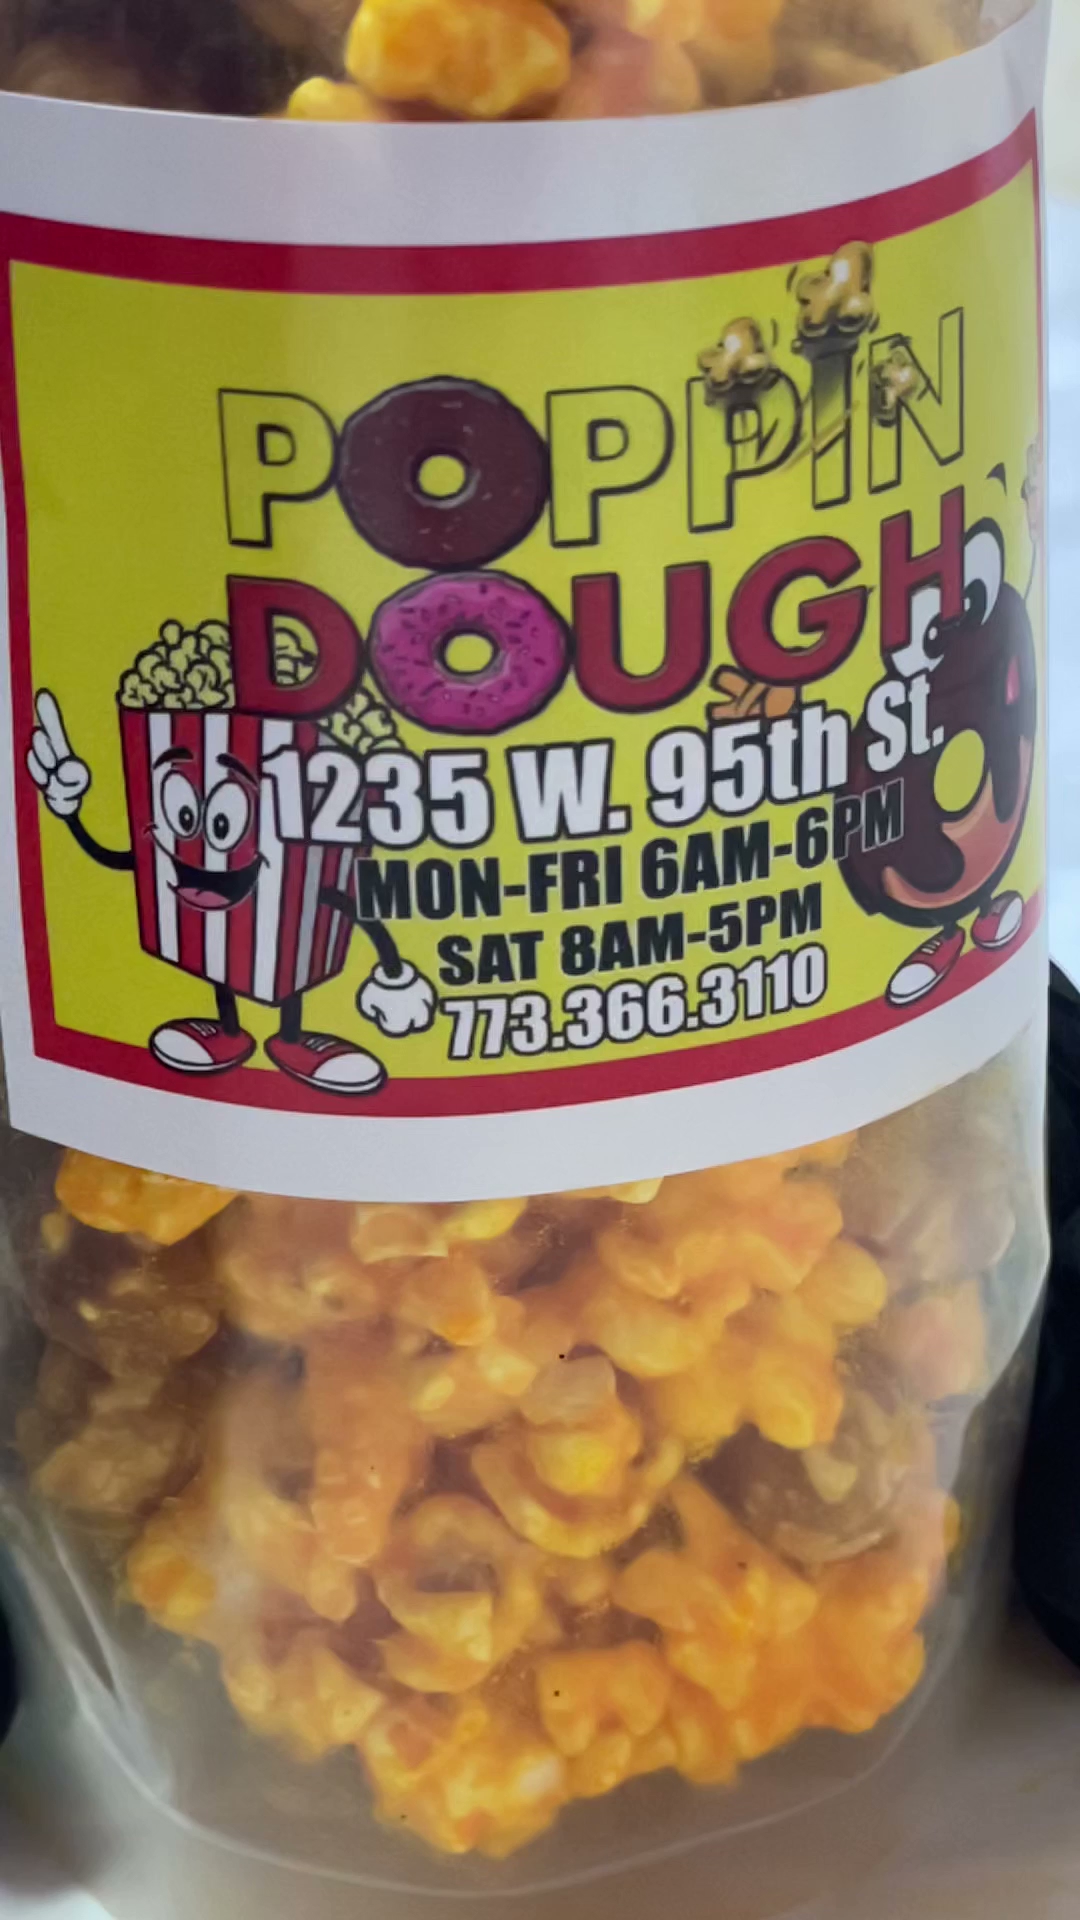 POPPIN
DOUGH
1235 W. 95th St.
MON-FRI 6AM-6PM
SAT 8AM-5PM
773.366.3110